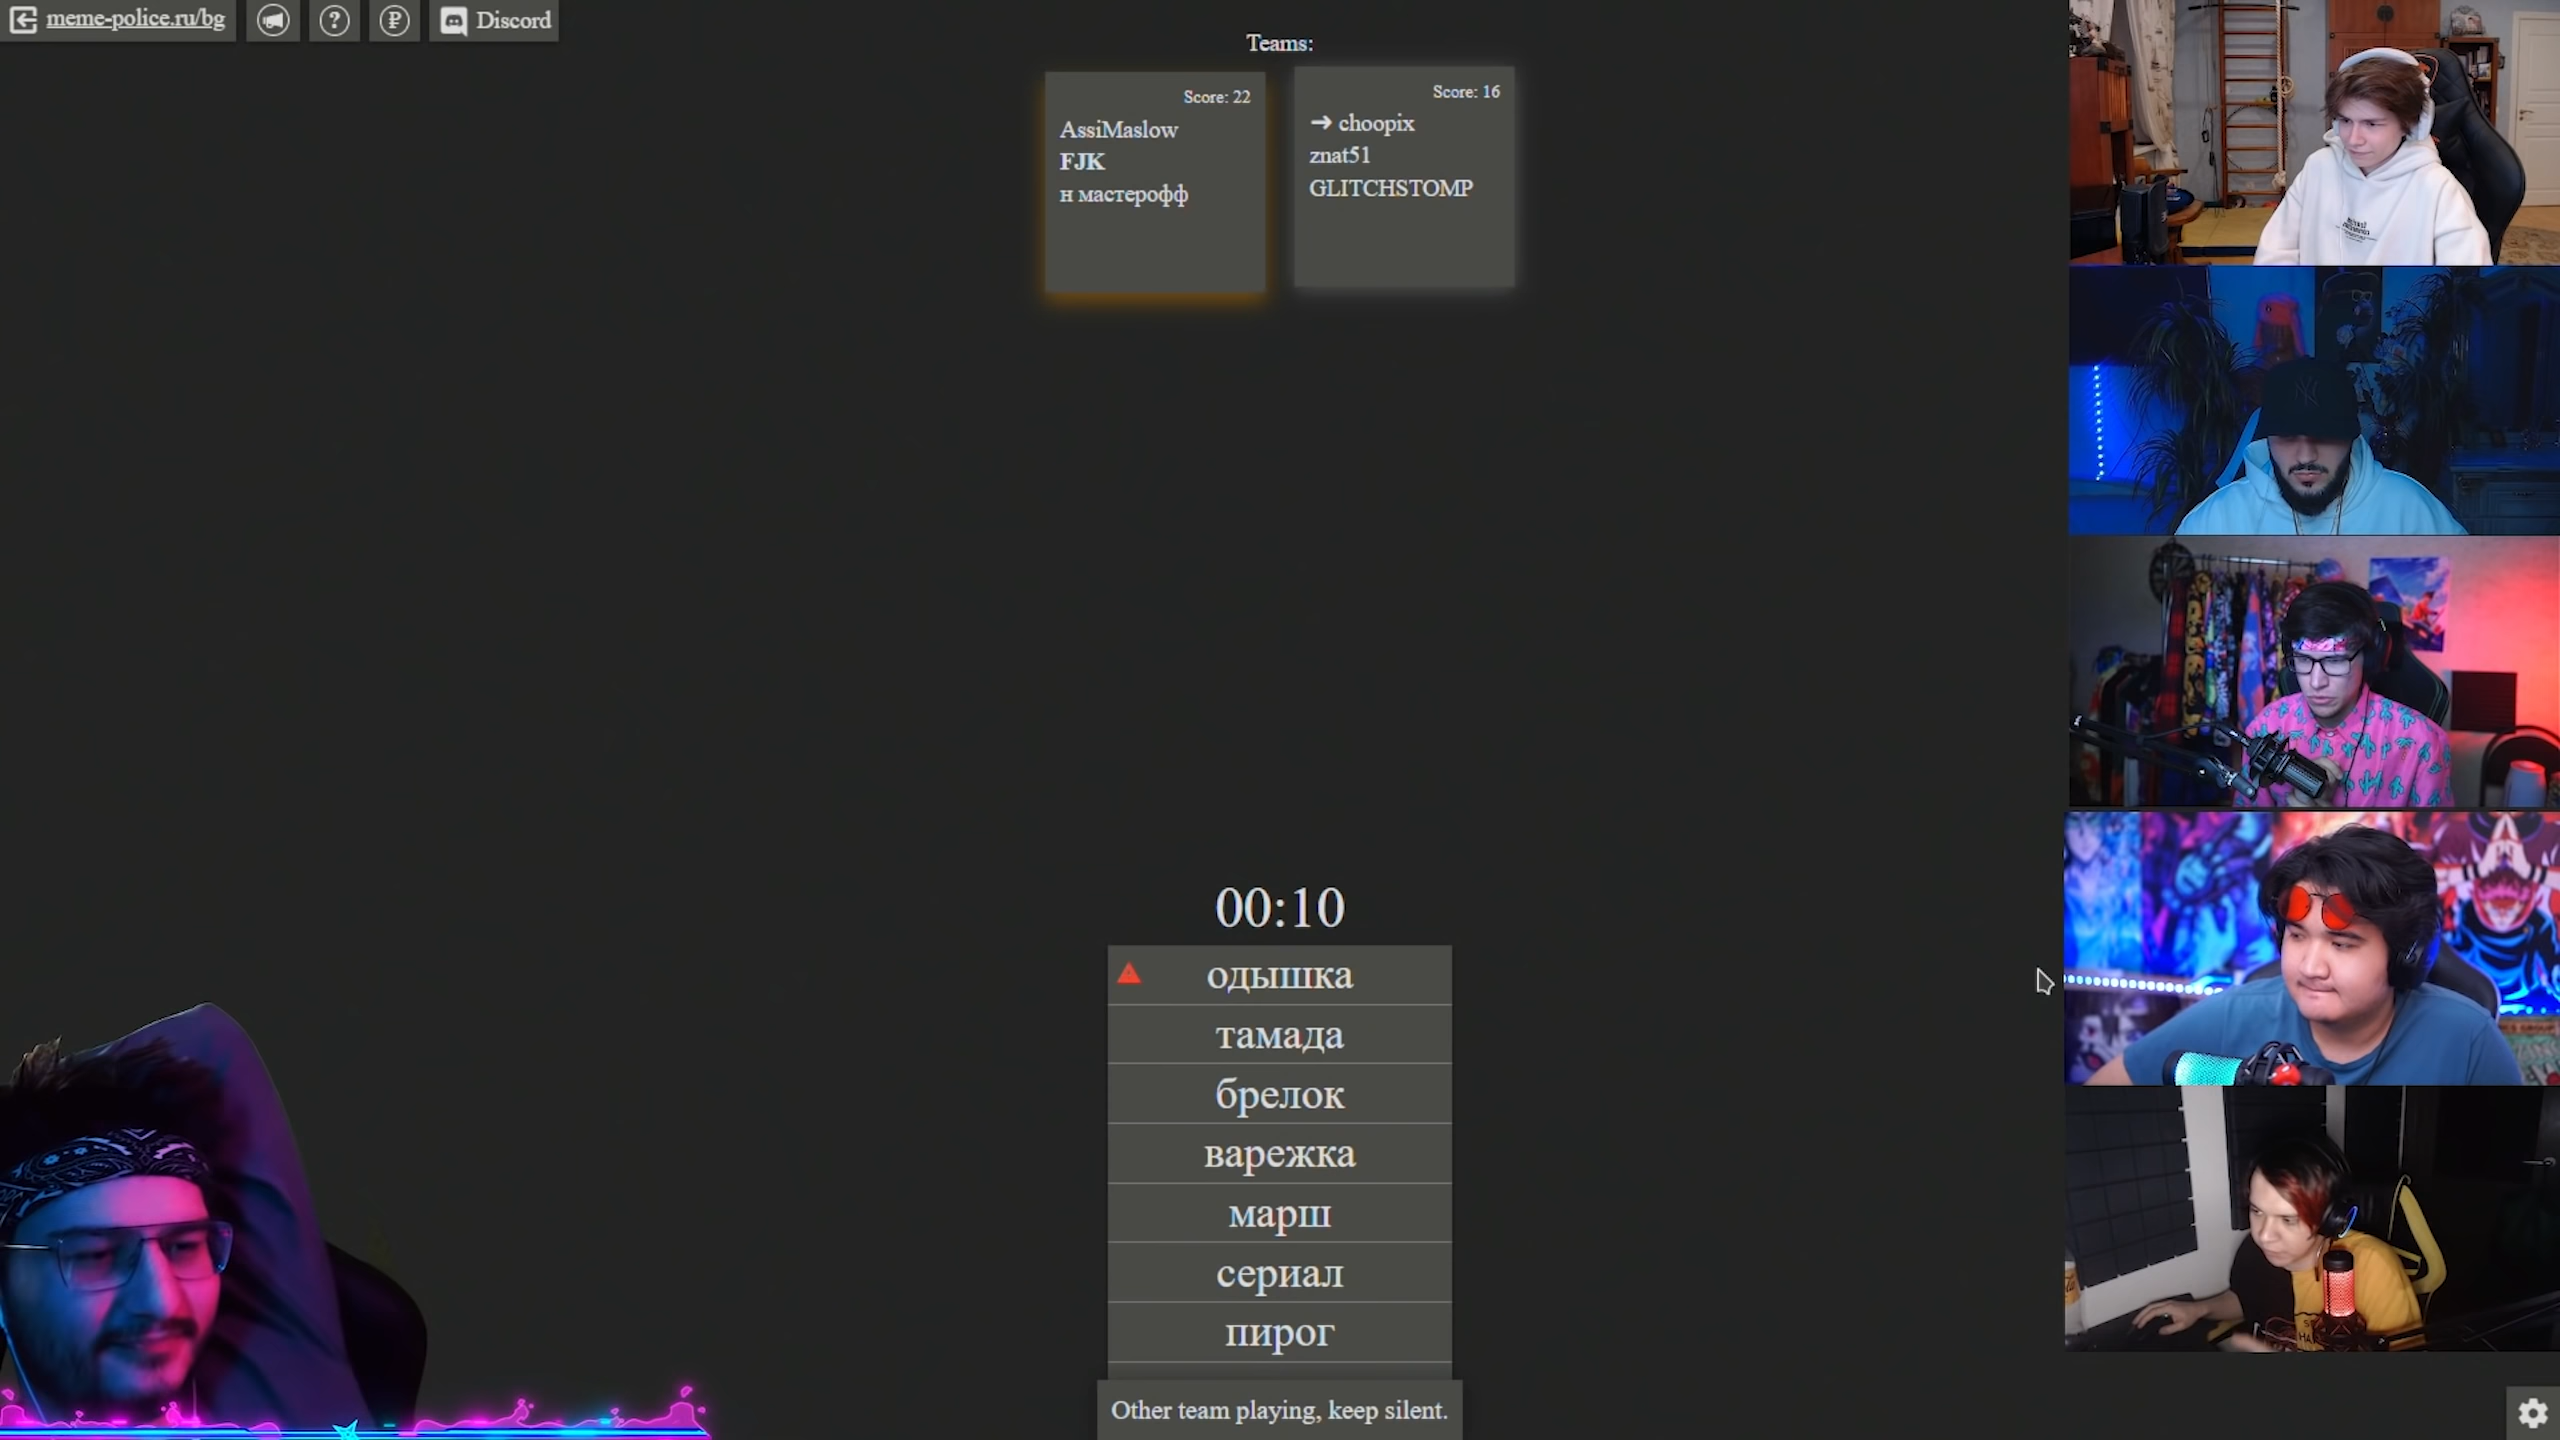 meme-police.ru/bg
Discord
Teams:
Score: 22
AssiMaslow
FJK
н мастерофф
Score: 16
→ choopix
znat51
GLITCHSTOMP
00:10
одышка
тамада
брелок
варежка
марш
сериал
пирог
Other team playing, keep silent.